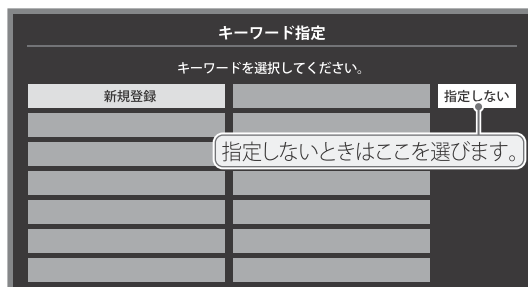 キーワード指定
キーワードを選択してください。
新規登録
指定しない
指定しないときはここを選びます。